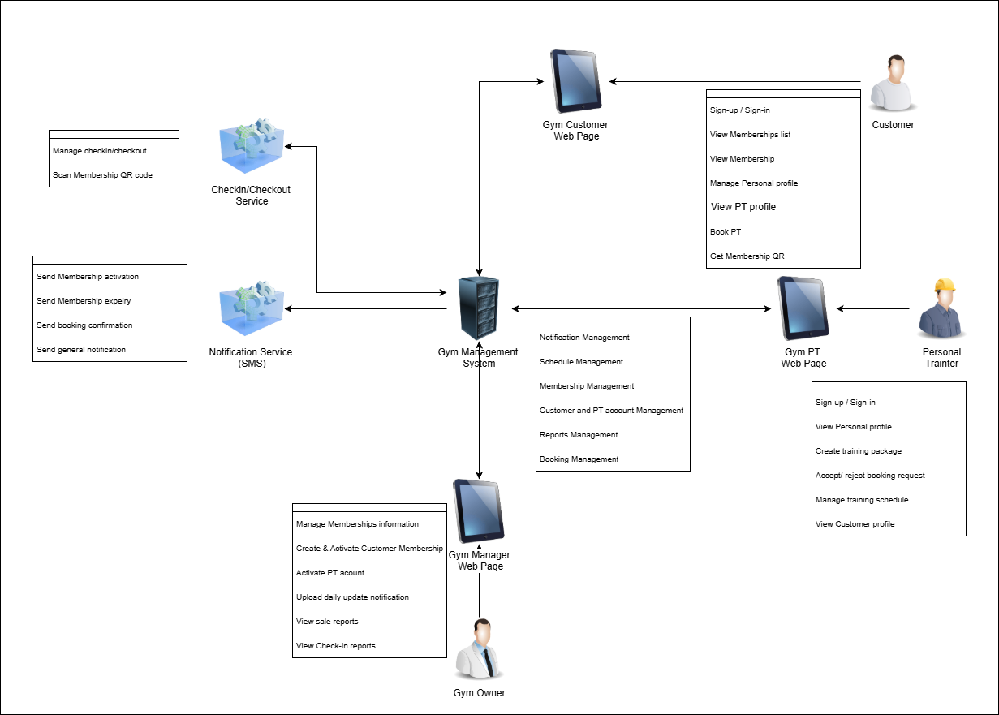 Gym Customer
Web Page
Customer
Sign-up / Sign-in
View Memberships list
View Membership
Manage Personal profile
View PT profile
Book PT
Get Membership QR
Manage checkin/checkout
Scan Membership QR code
Checkin/Checkout
Service
Send Membership activation
Send Membership expeiry
Send booking confirmation
Send general notification
Notification Service
(SMS)
Gym Management
System
Notification Management
Schedule Management
Membership Management
Customer and PT account Management
Reports Management
Booking Management
Gym PT
Web Page
Personal
Trainter
Sign-up / Sign-in
View Personal profile
Create training package
Accept/ reject booking request
Manage training schedule
View Customer profile
Manage Memberships information
Create & Activate Customer Membership
Activate PT acount
Upload daily update notification
View sale reports
View Check-in reports
Gym Manager
Web Page
Gym Owner